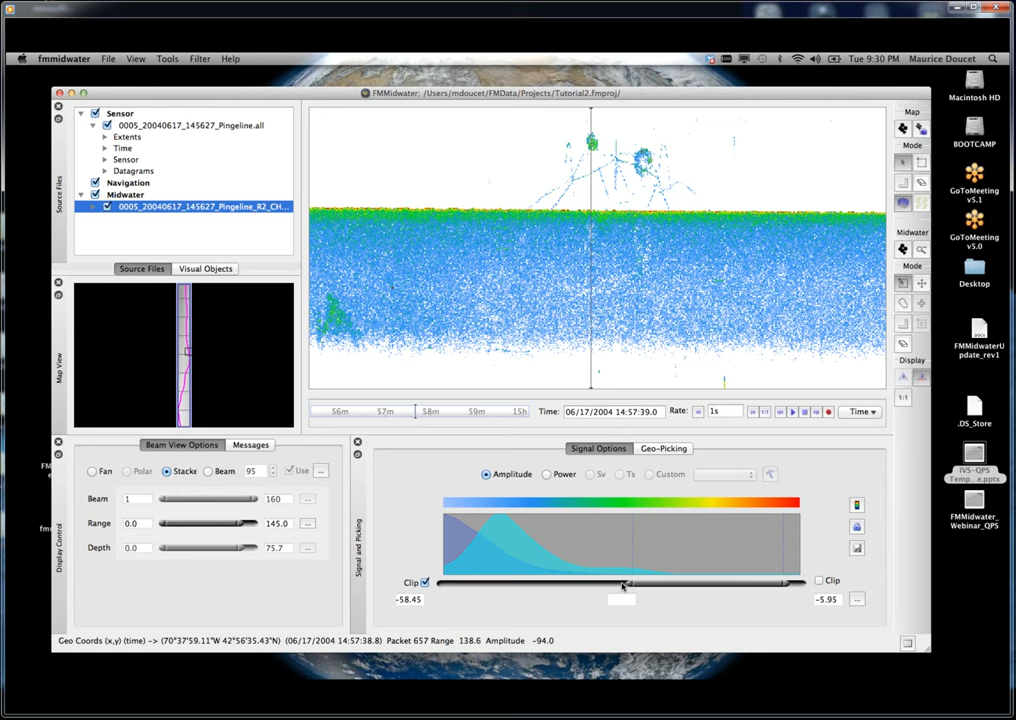 fmmidwater File View Tools Filter Help Tue 9:30 PM Maurice Doucet
FMMidwater: /Users/mdoucet/FMData/Projects/Tutorial2.fmproj/
Source Files
Sensor
0005_20040617_145627_Pingeline.all
Extents
Time
Sensor
Datagrams
Navigation
Midwater
0005_20040617_145627_Pingeline_R2_CH...
Source Files Visual Objects
Map View
56m 57m 58m 59m 15h Time: 06/17/2004 14:57:39.0 Rate: 1s 1:1 Time
Map
Mode
Midwater
Mode
Display
1:1
Macintosh HD
BOOTCAMP
GoToMeeting
v5.1
GoToMeeting
v5.0
Desktop
FMMidwaterU
pdate_rev1
.DS_Store
IVS-QPS
Temp...e.pptx
FMMidwater_
Webinar_QPS
Display Control
Beam View Options Messages
Fan Polar Stacke Beam 95 Use ...
Beam 1 160 ...
Range 0.0 145.0 ...
Depth 0.0 75.7 ...
Signal and Picking
Signal Options Geo-Picking
Amplitude Power Sv Ts Custom
Clip Clip
-58.45 -5.95 ...
Geo Coords (x,y) (time) -> (70°37'59.11"W 42°56'35.43"N) (06/17/2004 14:57:38.8) Packet 657 Range 138.6 Amplitude -94.0